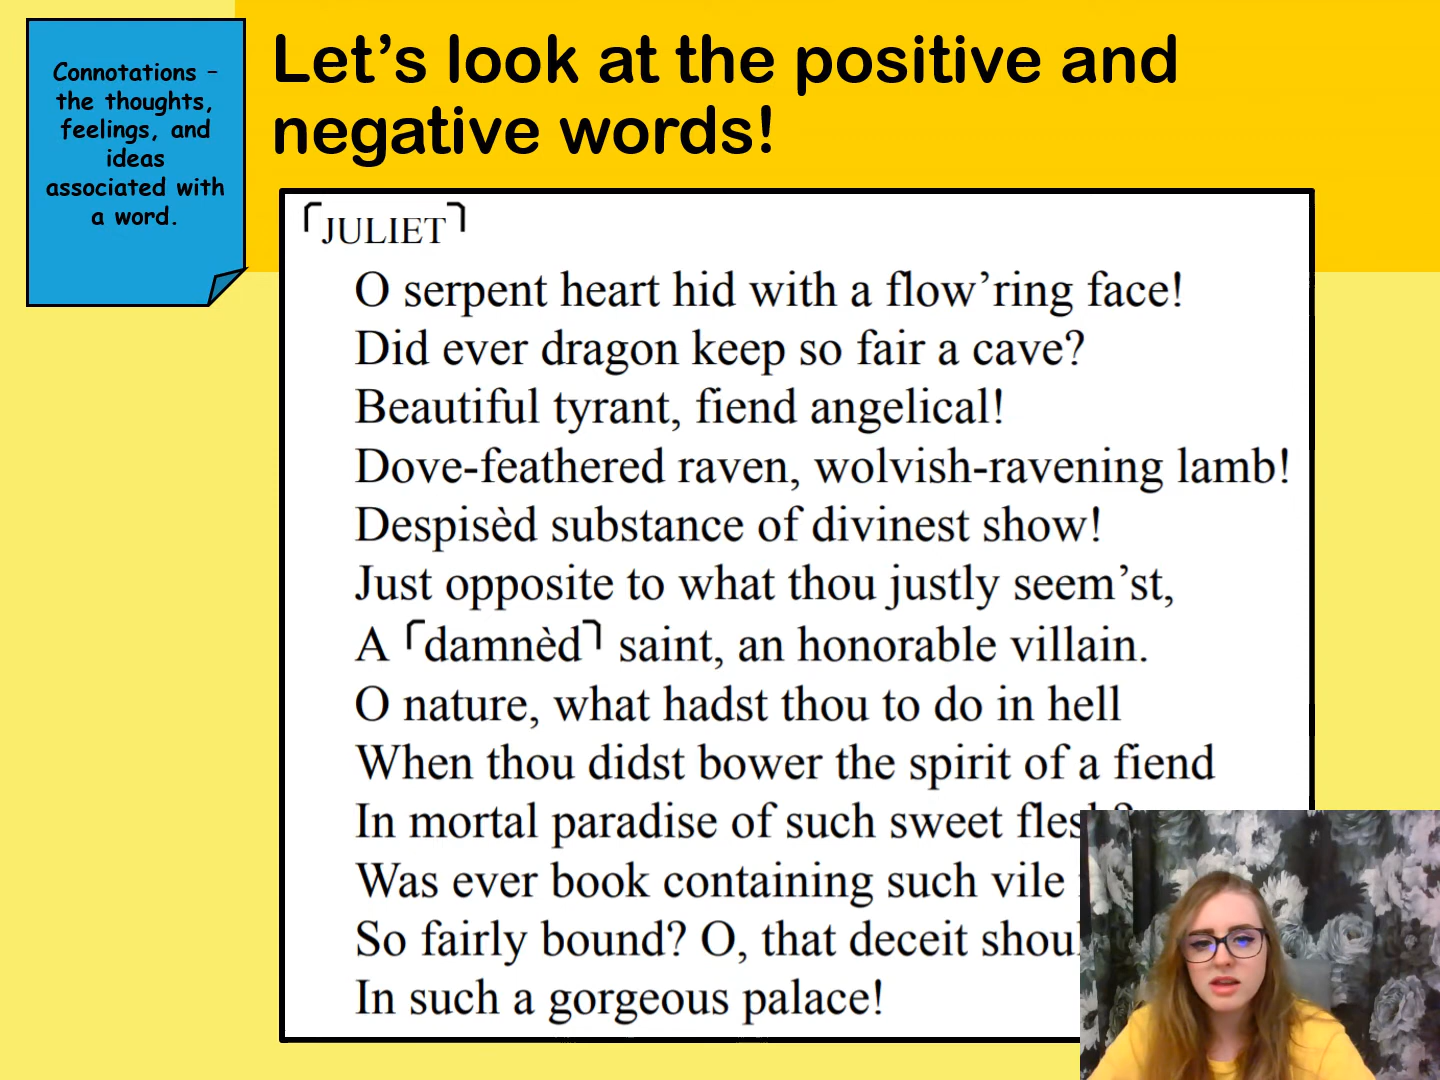 Connotations –
the thoughts,
feelings, and
ideas
associated with
a word.
Let’s look at the positive and
negative words!
⌜JULIET⌝
O serpent heart hid with a flow’ring face!
Did ever dragon keep so fair a cave?
Beautiful tyrant, fiend angelical!
Dove-feathered raven, wolvish-ravening lamb!
Despisèd substance of divinest show!
Just opposite to what thou justly seem’st,
A ⌜damnèd⌝ saint, an honorable villain.
O nature, what hadst thou to do in hell
When thou didst bower the spirit of a fiend
In mortal paradise of such sweet
Was ever book containing such vile
So fairly bound? O, that deceit
In such a gorgeous palace!